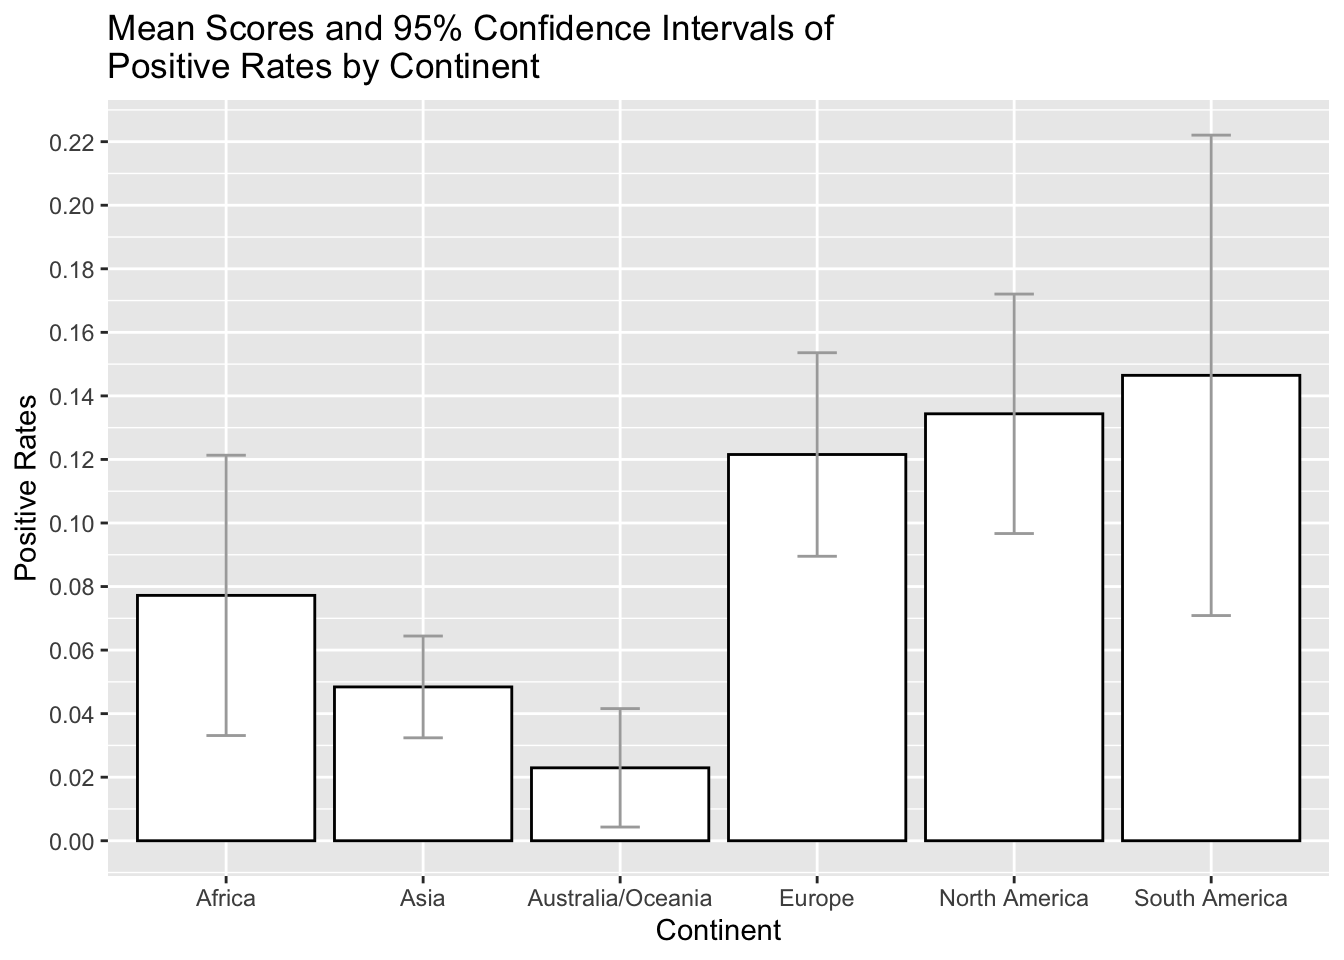 Mean Scores and 95% Confidence Intervals of
Positive Rates by Continent
Positive Rates
0.22
0.20
0.18
0.16
0.14
0.12
0.10
0.08
0.06
0.04
0.02
0.00
Africa Asia Australia/Oceania Europe North America South America
Continent